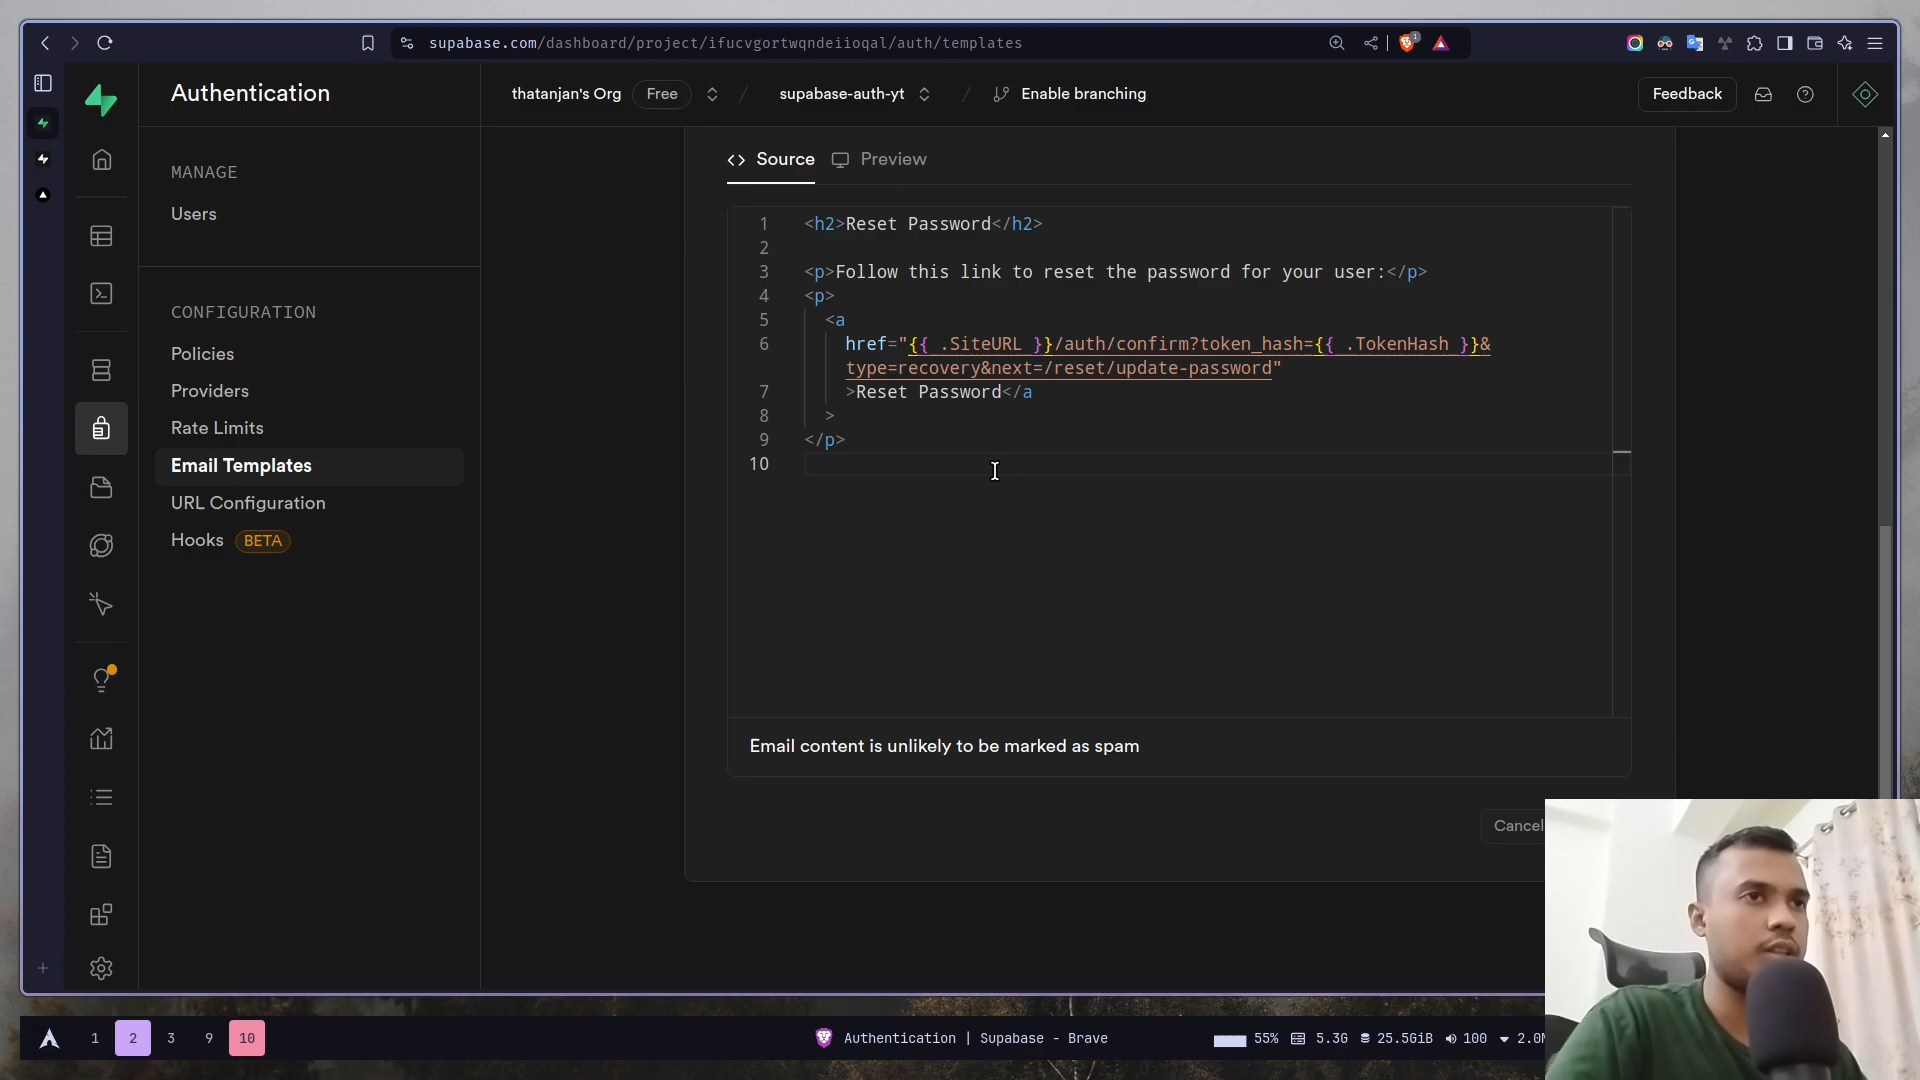 supabase.com/dashboard/project/ifucvgortwqndeiioqal/auth/templates
1
Authentication
thatanjan's Org
Free
/
supabase-auth-yt
/
Enable branching
Feedback
MANAGE
Users
CONFIGURATION
Policies
Providers
Rate Limits
Email Templates
URL Configuration
Hooks BETA
Source
Preview
1 <h2>Reset Password</h2>
2
3 <p>Follow this link to reset the password for your user:</p>
4 <p>
5 <a
6 href="{{ .SiteURL }}/auth/confirm?token_hash={{ .TokenHash }}&
type=recovery&next=/reset/update-password"
7 >Reset Password</a
8 >
9 </p>
10
Email content is unlikely to be marked as spam
Cancel
1 2 3 9 10
Authentication | Supabase - Brave
55% 5.3G 25.5GiB 100 2.0